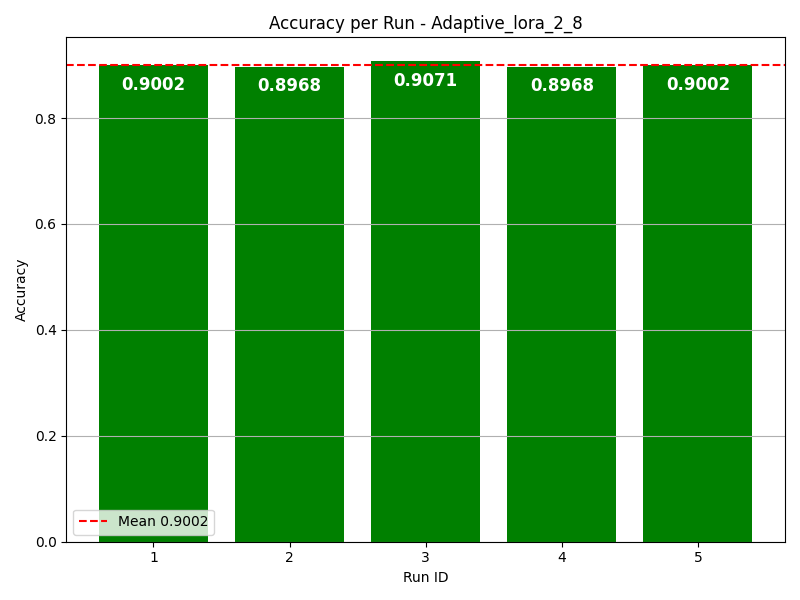 Accuracy per Run - Adaptive_lora_2_8
Accuracy
0.8
0.6
0.4
0.2
0.0
0.9002
0.8968
0.9071
0.8968
0.9002
Mean 0.9002
1 2 3 4 5
Run ID